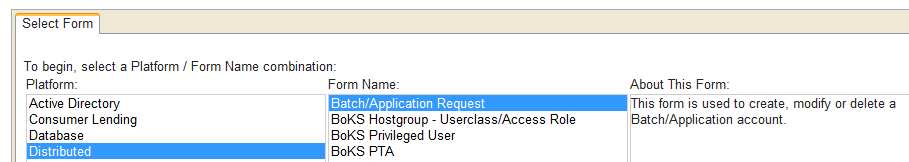 Select Form
To begin, select a Platform / Form Name combination:
Platform:
Active Directory
Consumer Lending
Database
Distributed
Form Name:
Batch/Application Request
BoKS Hostgroup - Userclass/Access Role
BoKS Privileged User
BoKS PTA
About This Form:
This form is used to create, modify or delete a
Batch/Application account.